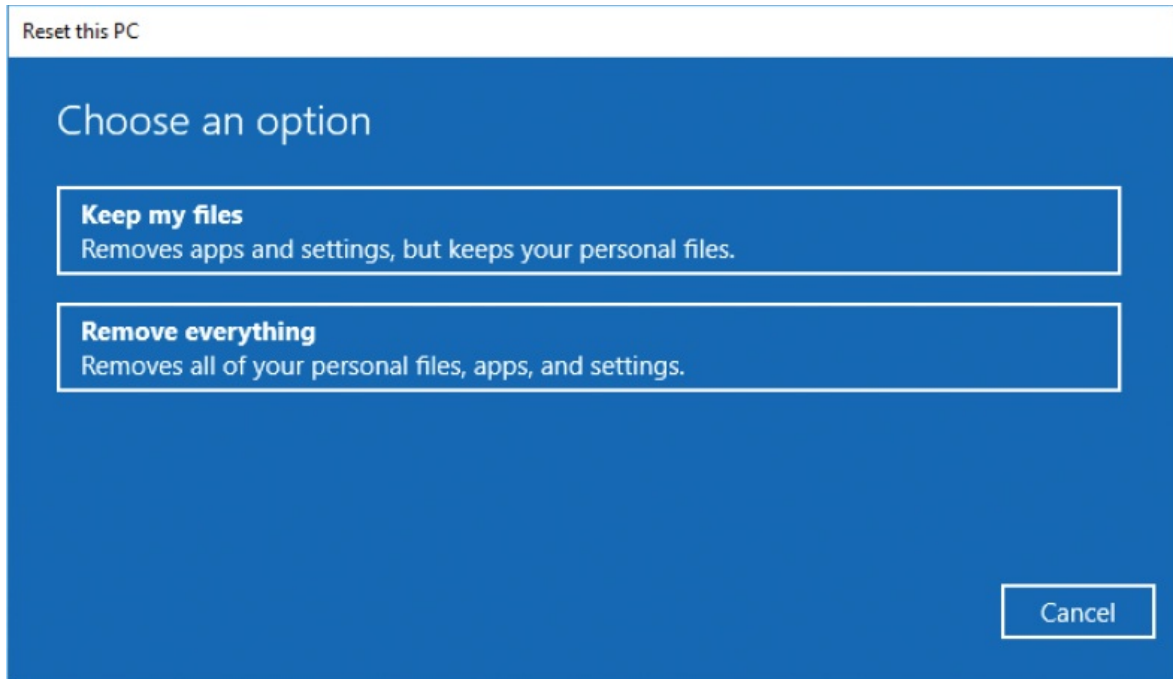 Reset this PC
Choose an option
Keep my files
Removes apps and settings, but keeps your personal files.
Remove everything
Removes all of your personal files, apps, and settings.
Cancel